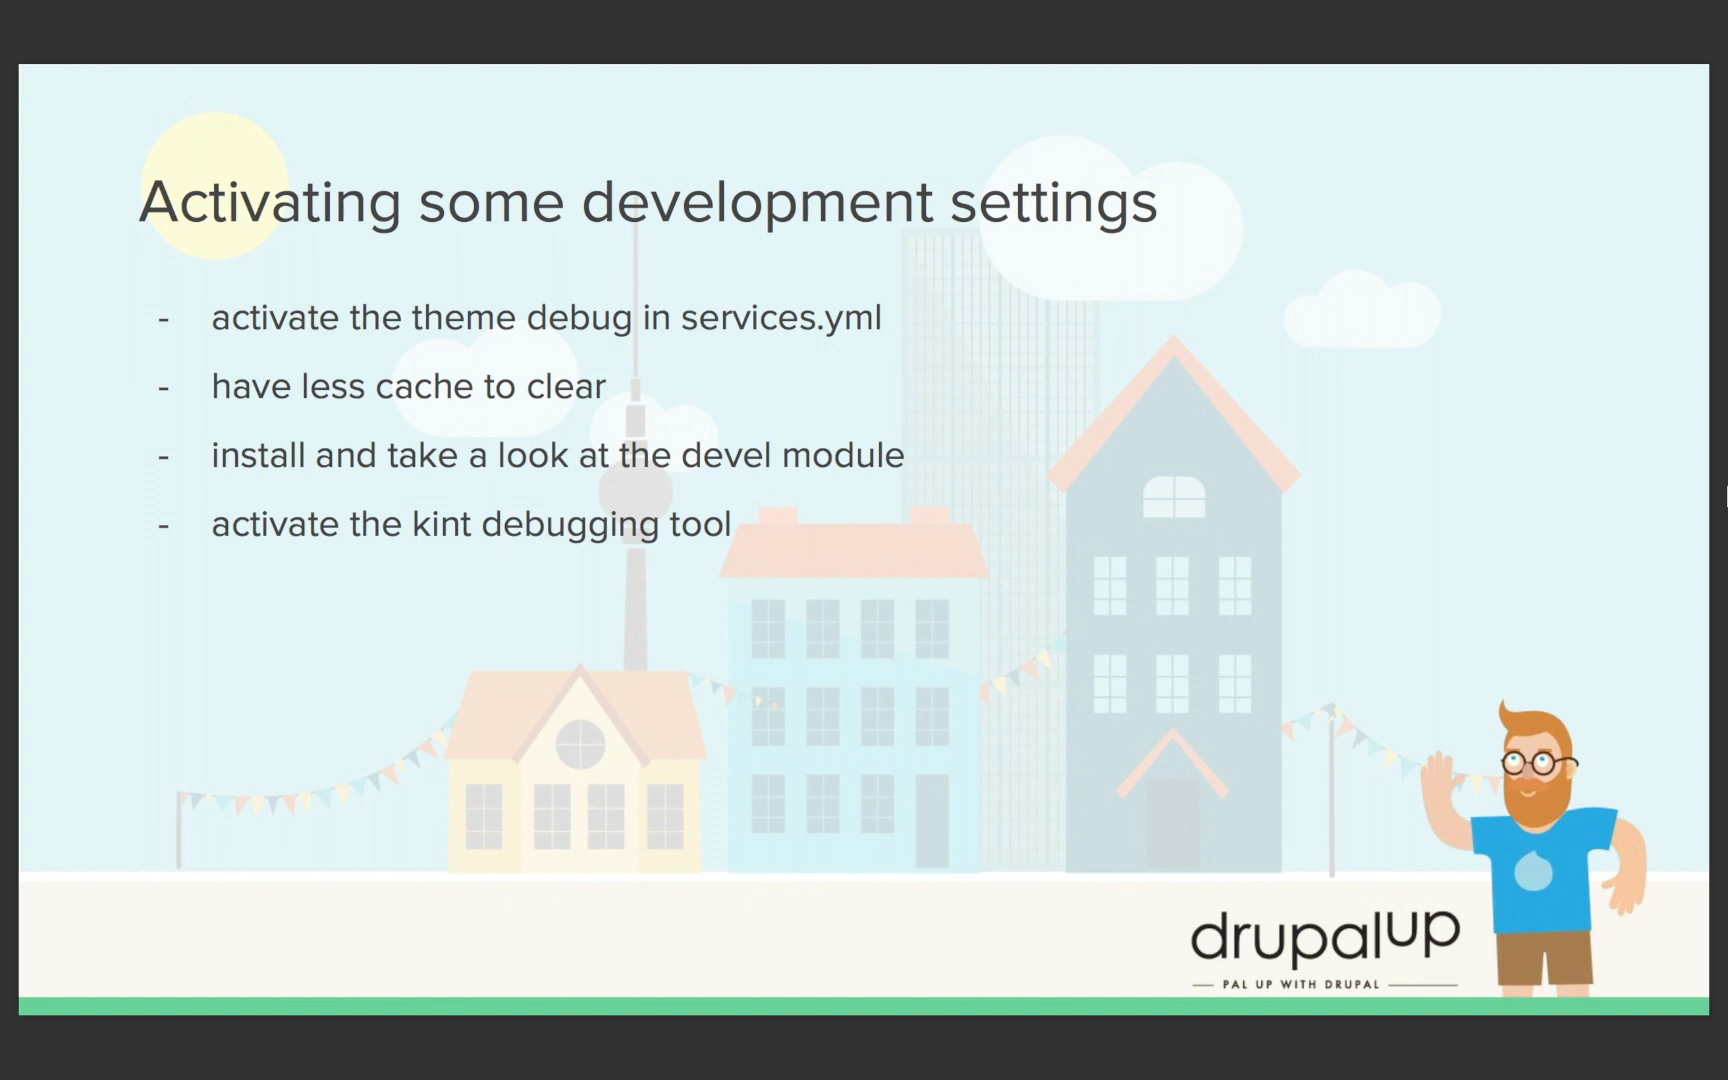 Activating some development settings
- activate the theme debug in services.yml
- have less cache to clear
- install and take a look at the devel module
- activate the kint debugging tool
drupalup
PAL UP WITH DRUPAL